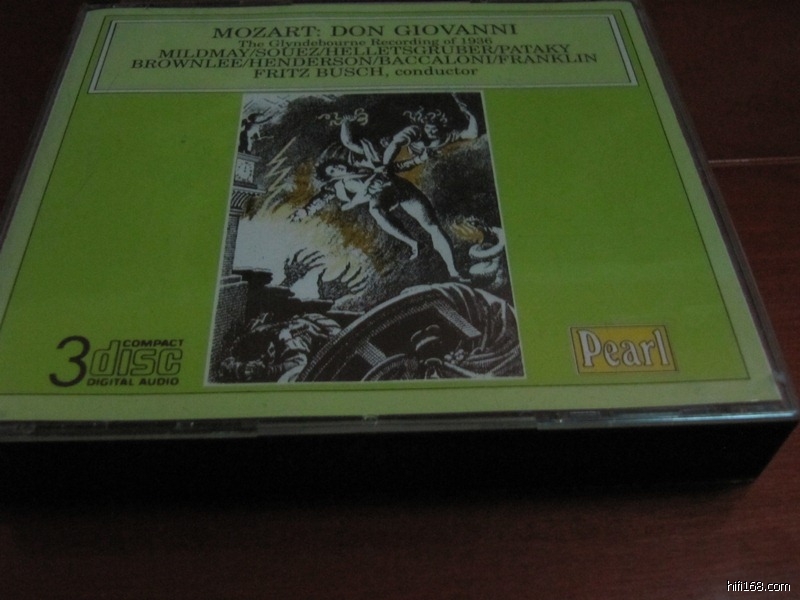 MOZART: DON GIOVANNI
The Glyndebourne Recording of 1936
MILDMAY/SOUEZ/HELLETSGRUBER/PATAKY
BROWNLEE/HENDERSON/BACCALONI/FRANKLIN
FRITZ BUSCH, conductor
3 COMPACT
disc
DIGITAL AUDIO
Pearl
hifi168.com